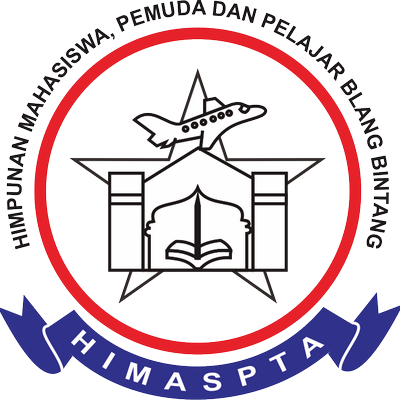 HIMPUNAN MAHASISWA, PEMUDA DAN PELAJAR BLANG BINTANG
HIMASPTA